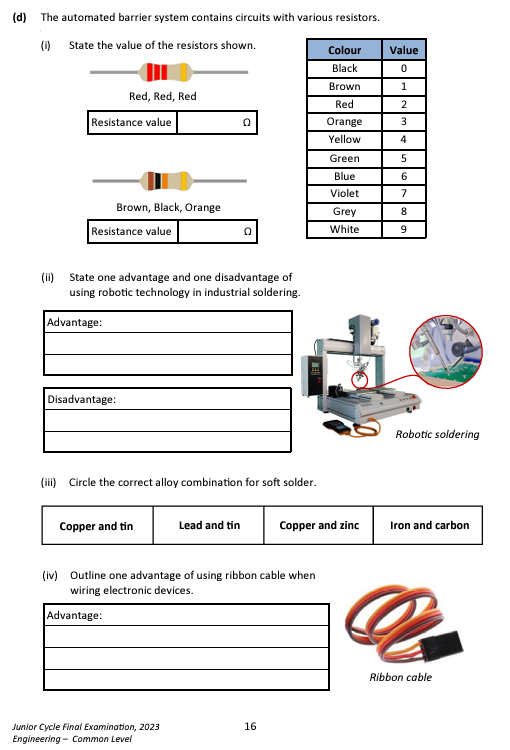 (d) The automated barrier system contains circuits with various resistors.
(i) State the value of the resistors shown.
Red, Red, Red
Resistance value Ω
Brown, Black, Orange
Resistance value Ω
Colour Value
Black 0
Brown 1
Red 2
Orange 3
Yellow 4
Green 5
Blue 6
Violet 7
Grey 8
White 9
(ii) State one advantage and one disadvantage of
using robotic technology in industrial soldering.
Advantage:
Disadvantage:
Robotic soldering
(iii) Circle the correct alloy combination for soft solder.
Copper and tin Lead and tin Copper and zinc Iron and carbon
(iv) Outline one advantage of using ribbon cable when
wiring electronic devices.
Advantage:
Ribbon cable
Junior Cycle Final Examination, 2023
16
Engineering – Common Level